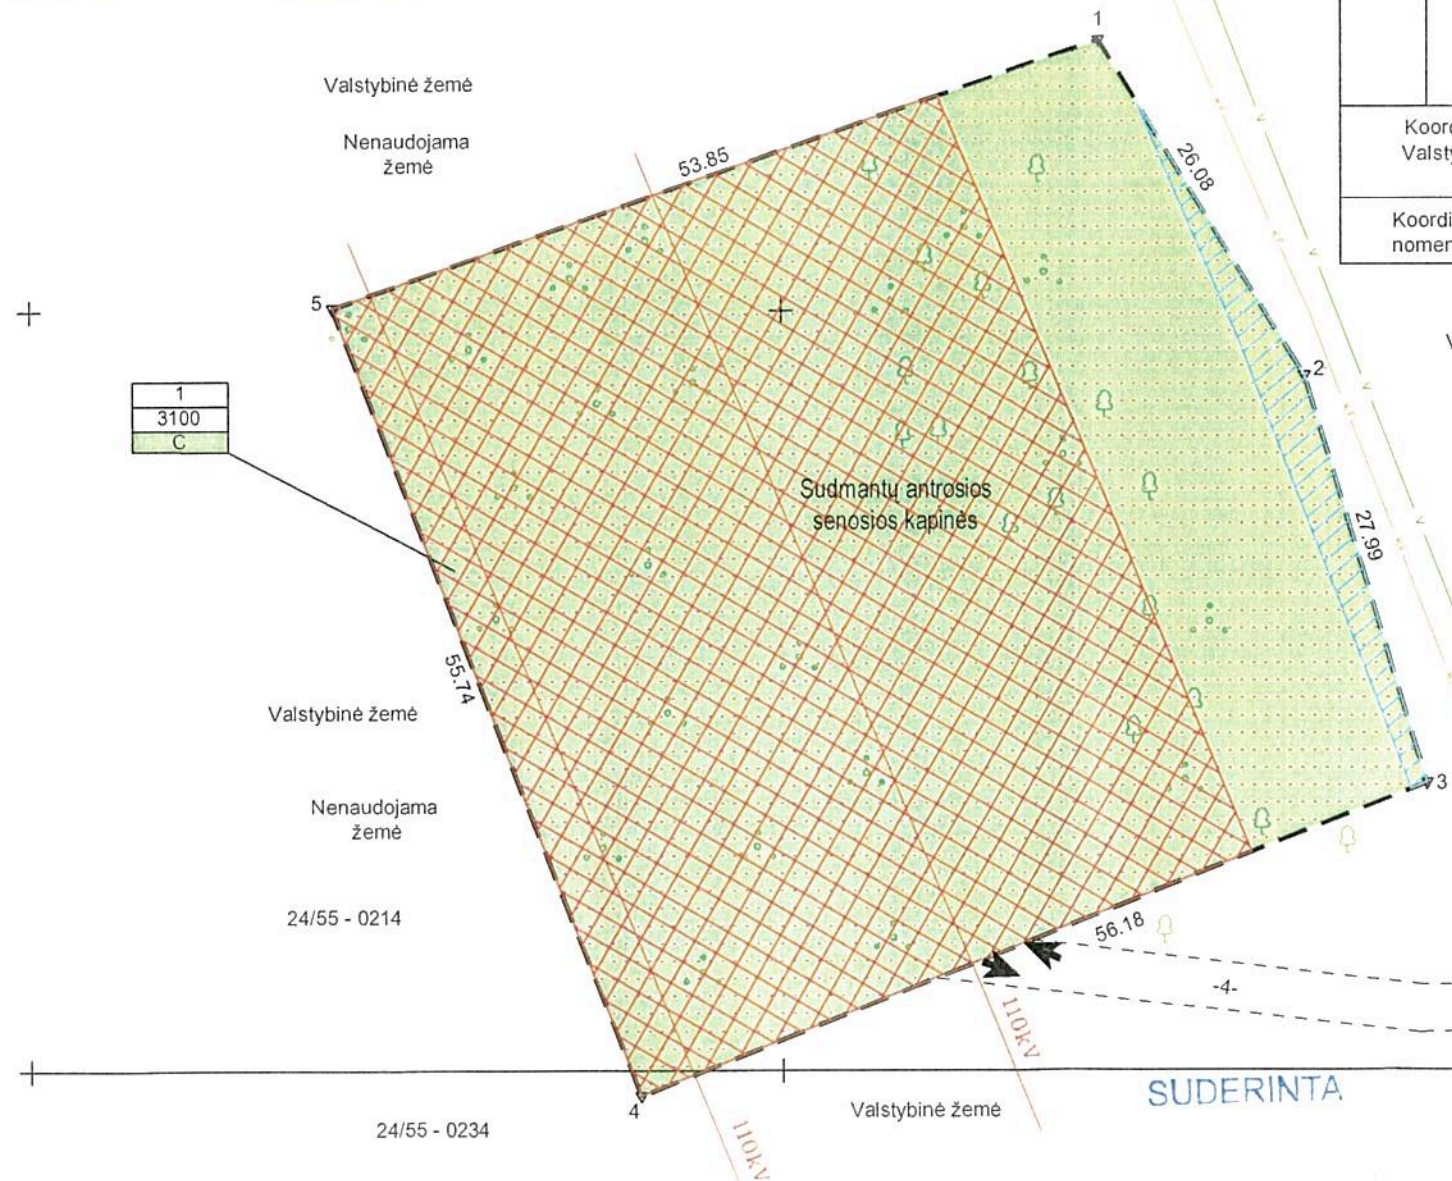 1
Valstybinė žemė
Nenaudojama
žemė
53.85
26.08
Koord
Valsty
Koordi
nomen
5
2
1
3100
C
Sudmantų antrosios
senosios kapinės
27.99
55.74
Valstybinė žemė
Nenaudojama
žemė
3
24/55 - 0214
56.18
-4-
110kV
SUDERINTA
4
Valstybinė žemė
24/55 - 0234
110kV